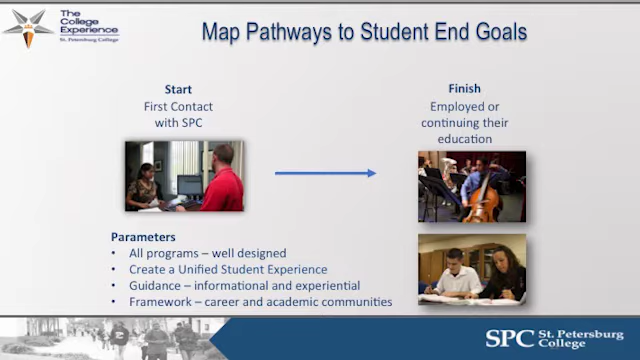 The
College
Experience
St. Petersburg College
Map Pathways to Student End Goals
Start
First Contact
with SPC
Finish
Employed or
continuing their
education
Parameters
• All programs – well designed
• Create a Unified Student Experience
• Guidance – informational and experiential
• Framework – career and academic communities
SPC St. Petersburg
College